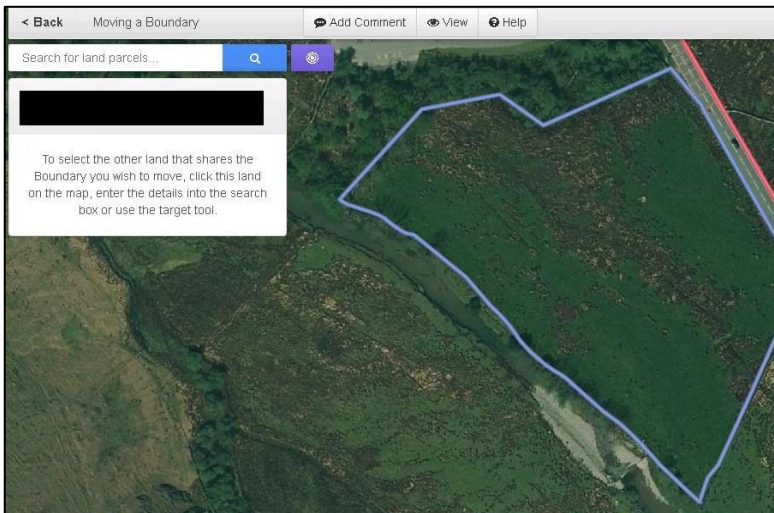 < Back Moving a Boundary Add Comment View Help
Search for land parcels...
To select the other land that shares the
Boundary you wish to move, click this land
on the map, enter the details into the search
box or use the target tool.